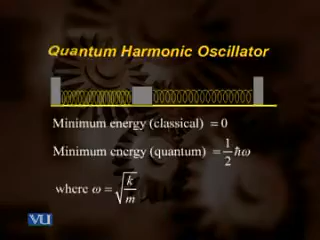 Quantum Harmonic Oscillator
Minimum energy (classical) = 0
Minimum energy (quantum) = 1/2 ħω
where ω = √(k/m)
VU